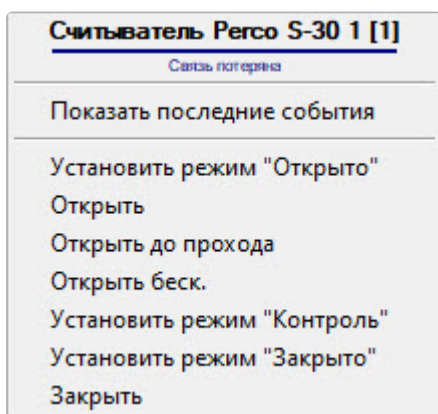 Считыватель Perco S-30 1 [1]
Связь потеряна
Показать последние события
Установить режим "Открыто"
Открыть
Открыть до прохода
Открыть беск.
Установить режим "Контроль"
Установить режим "Закрыто"
Закрыть